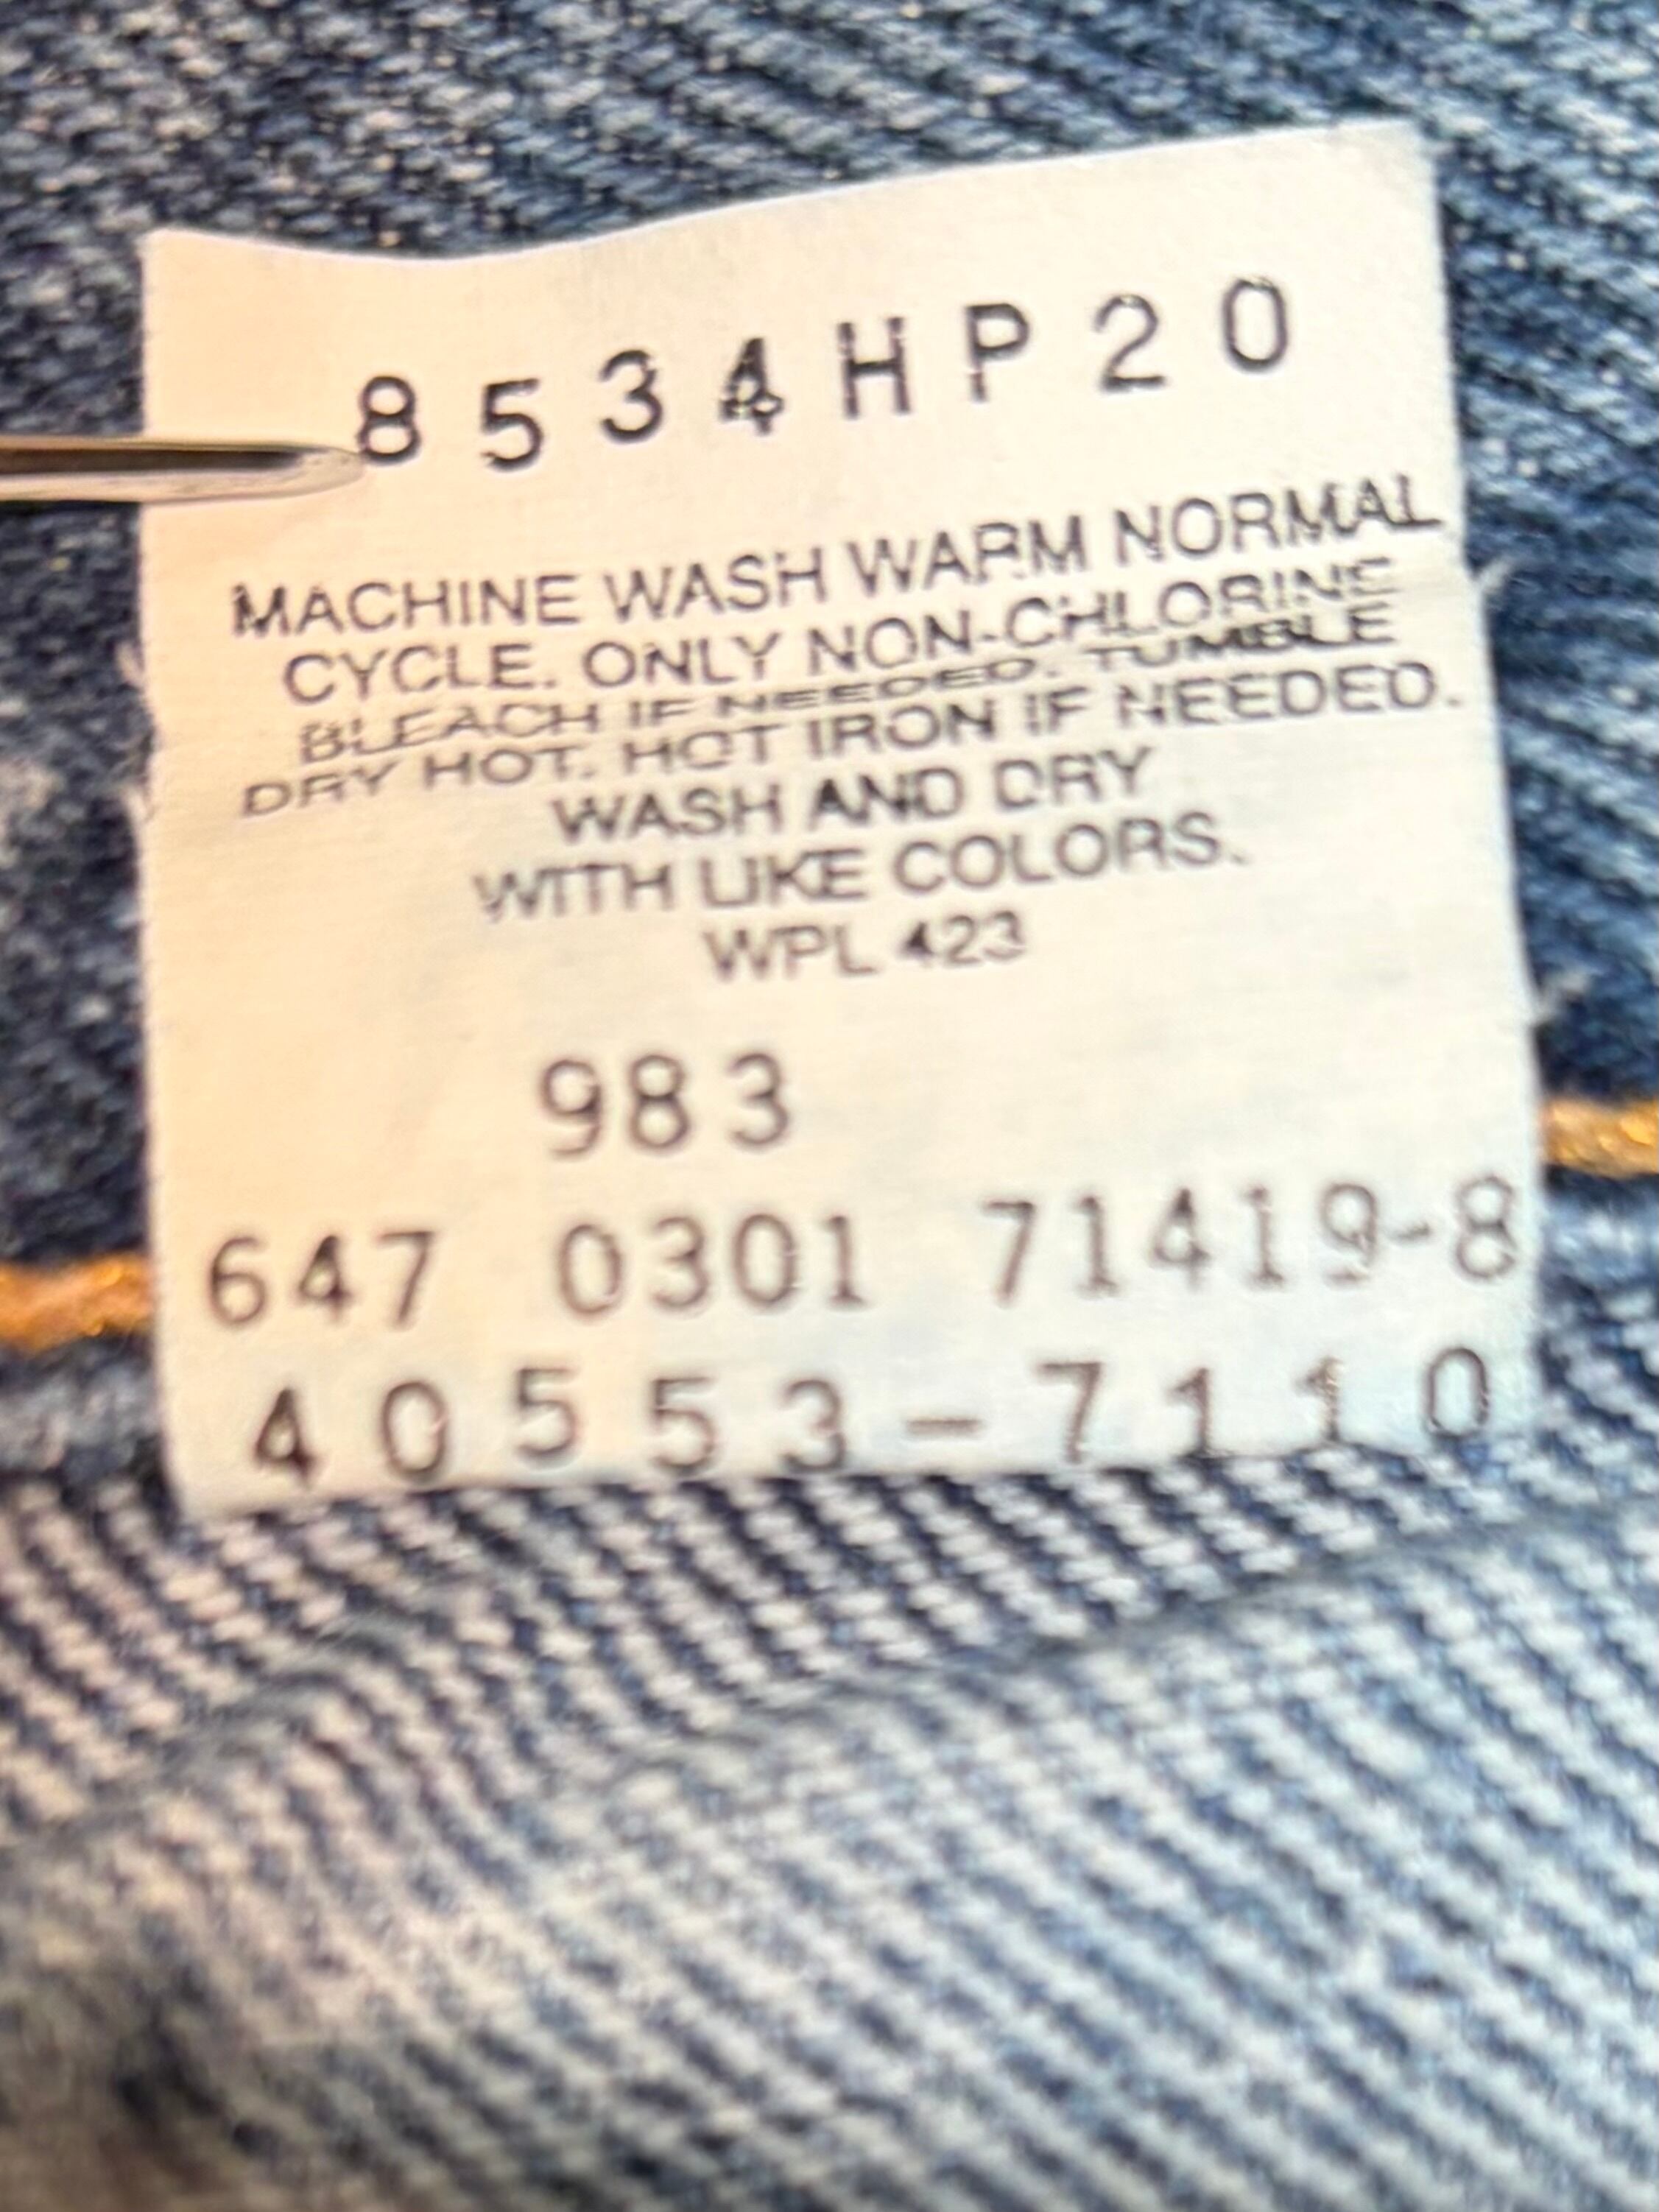 8534HP20
MACHINE WASH WARM NORMAL
CYCLE. ONLY NON-CHLORINE
BLEACH IF NEEDED. TUMBLE
DRY HOT. HOT IRON IF NEEDED.
WASH AND DRY
WITH LIKE COLORS.
WPL 423
983
647 0301 71419-8
40553-7110